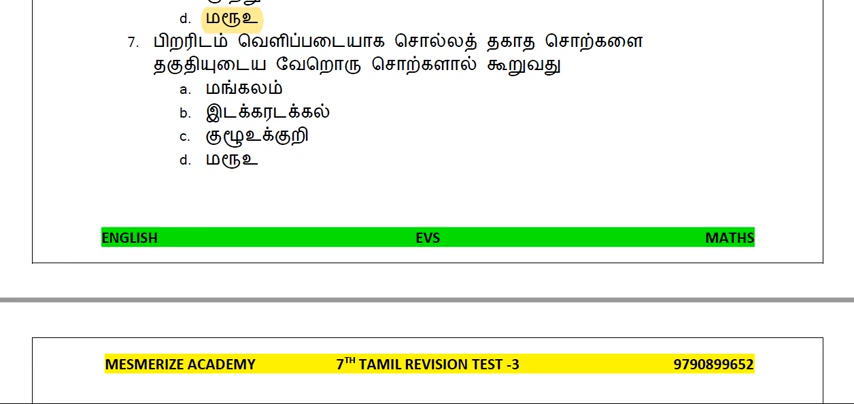 d. மரூஉ
7. பிறரிடம் வெளிப்படையாக சொல்லத் தகாத சொற்களை
தகுதியுடைய வேறொரு சொற்களால் கூறுவது
a. மங்கலம்
b. இடக்கரடக்கல்
c. குழூஉக்குறி
d. மரூஉ
ENGLISH EVS MATHS
MESMERIZE ACADEMY 7TH TAMIL REVISION TEST -3 9790899652